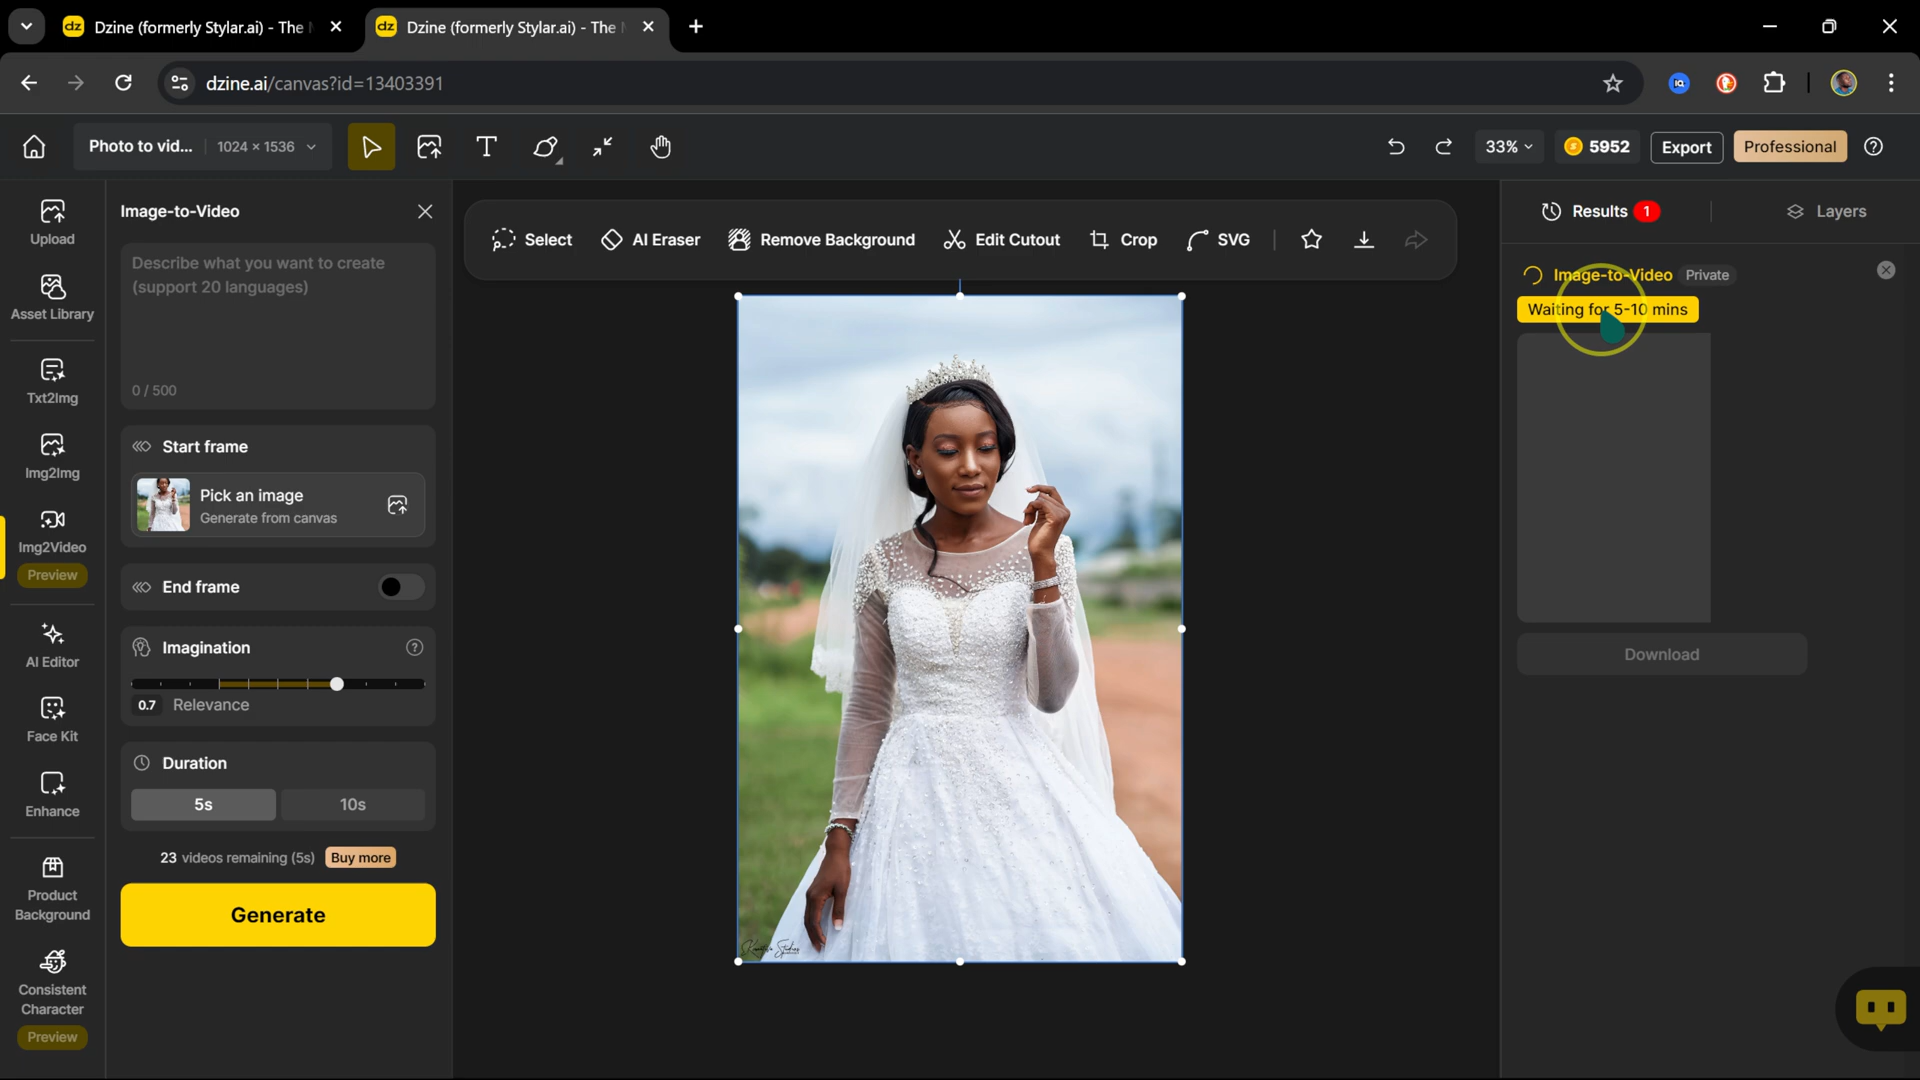 dz Dzine (formerly Stylar.ai) - The
dz Dzine (formerly Stylar.ai) - The
dzine.ai/canvas?id=13403391
IQ
Photo to vid...
1024 × 1536
T
33%
5952
Export
Professional
?
Upload
Asset Library
Txt2Img
Img2Img
Img2Video
Preview
AI Editor
Face Kit
Enhance
Product
Background
Consistent
Character
Preview
Image-to-Video
Describe what you want to create
(support 20 languages)
0 / 500
Start frame
Pick an image
Generate from canvas
End frame
Imagination
?
0.7 Relevance
Duration
5s
10s
23 videos remaining (5s)
Buy more
Generate
Select
AI Eraser
Remove Background
Edit Cutout
Crop
SVG
Studios
Results 1
Layers
Image-to-Video Private
Waiting for 5-10 mins
Download